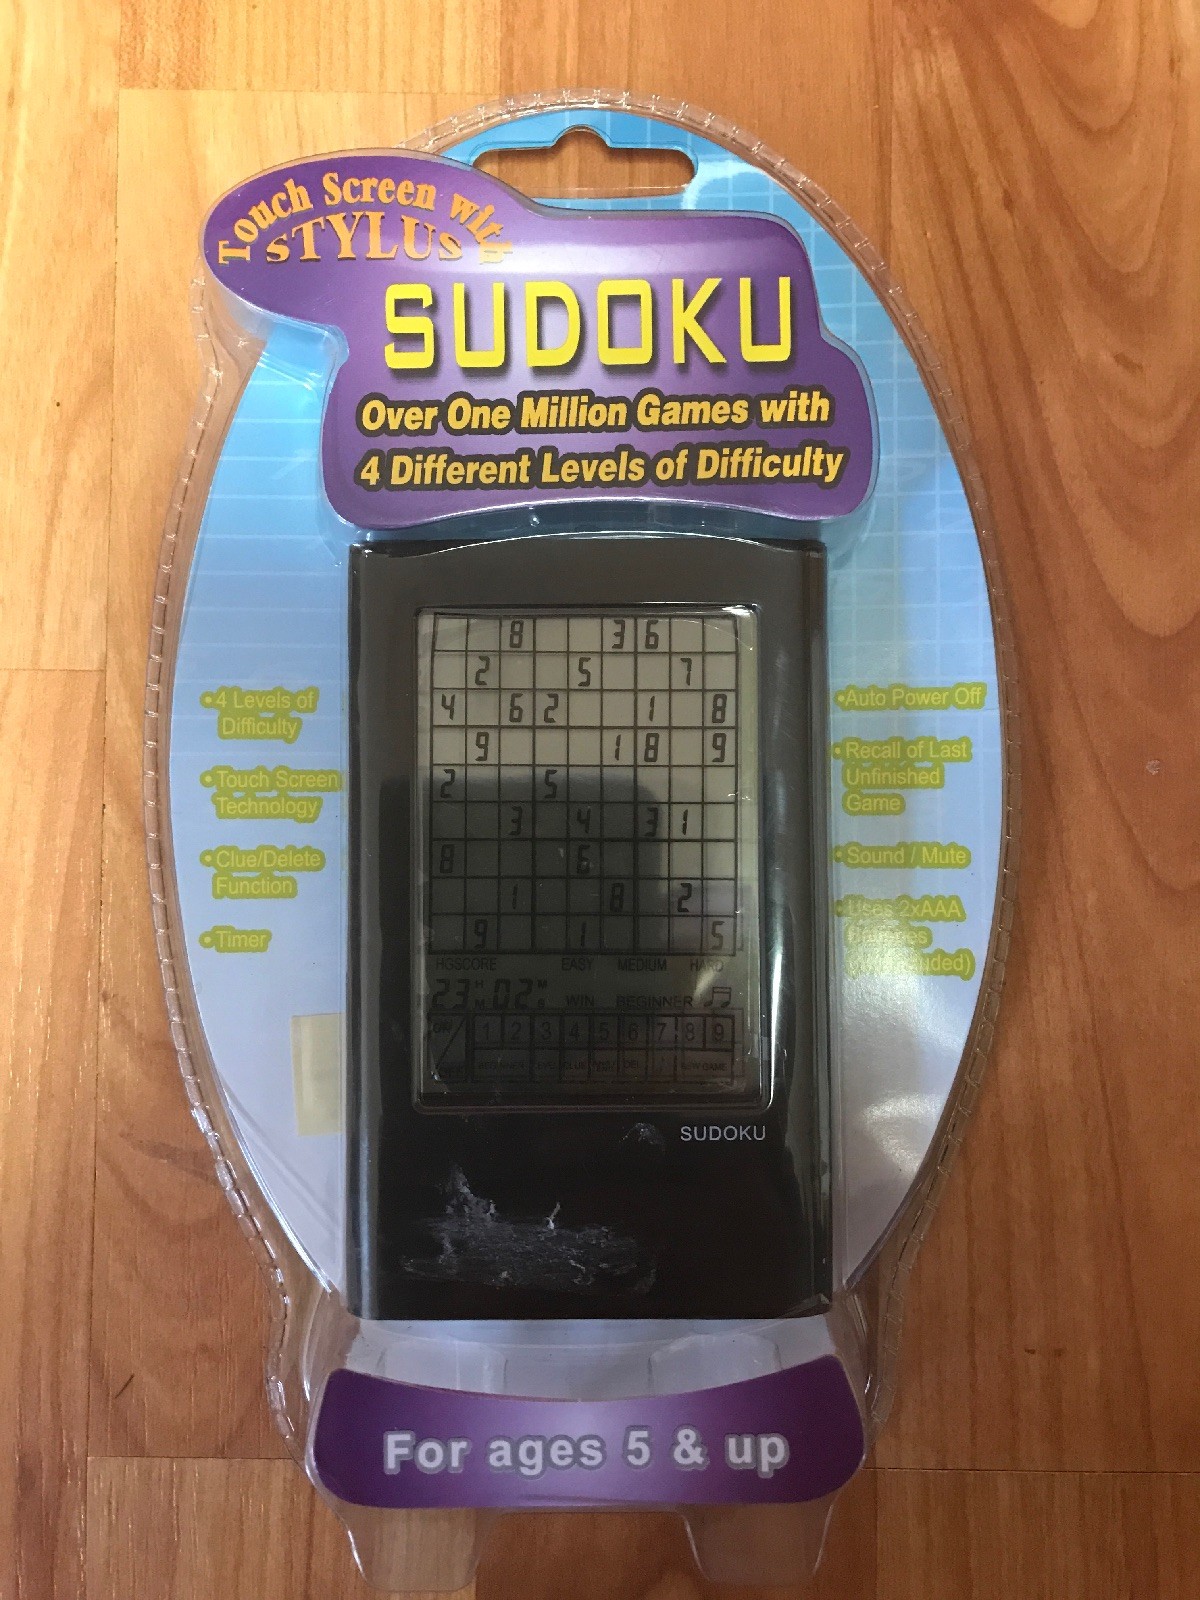 Touch Screen with
STYLUS
SUDOKU
Over One Million Games with
4 Different Levels of Difficulty
•4 Levels of
Difficulty
•Touch Screen
Technology
•Clue/Delete
Function
•Timer
•Auto Power Off
•Recall of Last
Unfinished
Game
•Sound / Mute
•Uses 2xAAA
8 3 6
2 5 7
4 6 2 1 8
9 1 8 9
2 5
3 4 3 1
8 6
1 8 2
9 1 5
HGSCORE EASY MEDIUM HARD
23 H M 02 M S WIN BEGINNER
1 2 3 4 5 6 7 8 9
SUDOKU
For ages 5 & up